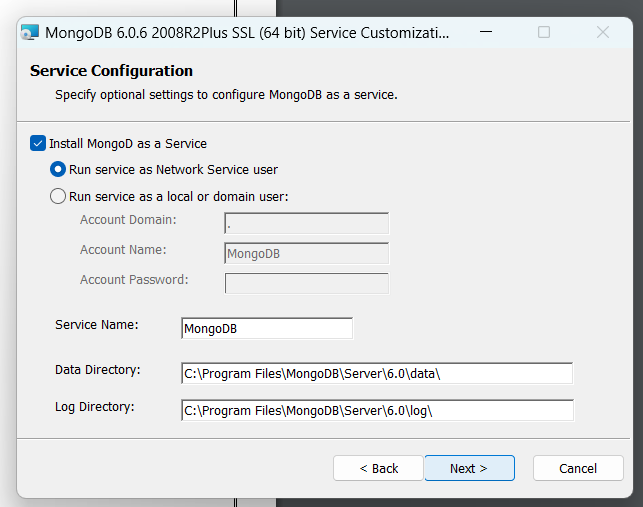 MongoDB 6.0.6 2008R2Plus SSL (64 bit) Service Customizati...
Service Configuration
Specify optional settings to configure MongoDB as a service.
Install MongoD as a Service
Run service as Network Service user
Run service as a local or domain user:
Account Domain: .
Account Name: MongoDB
Account Password:
Service Name: MongoDB
Data Directory: C:\Program Files\MongoDB\Server\6.0\data\
Log Directory: C:\Program Files\MongoDB\Server\6.0\log\
< Back Next > Cancel